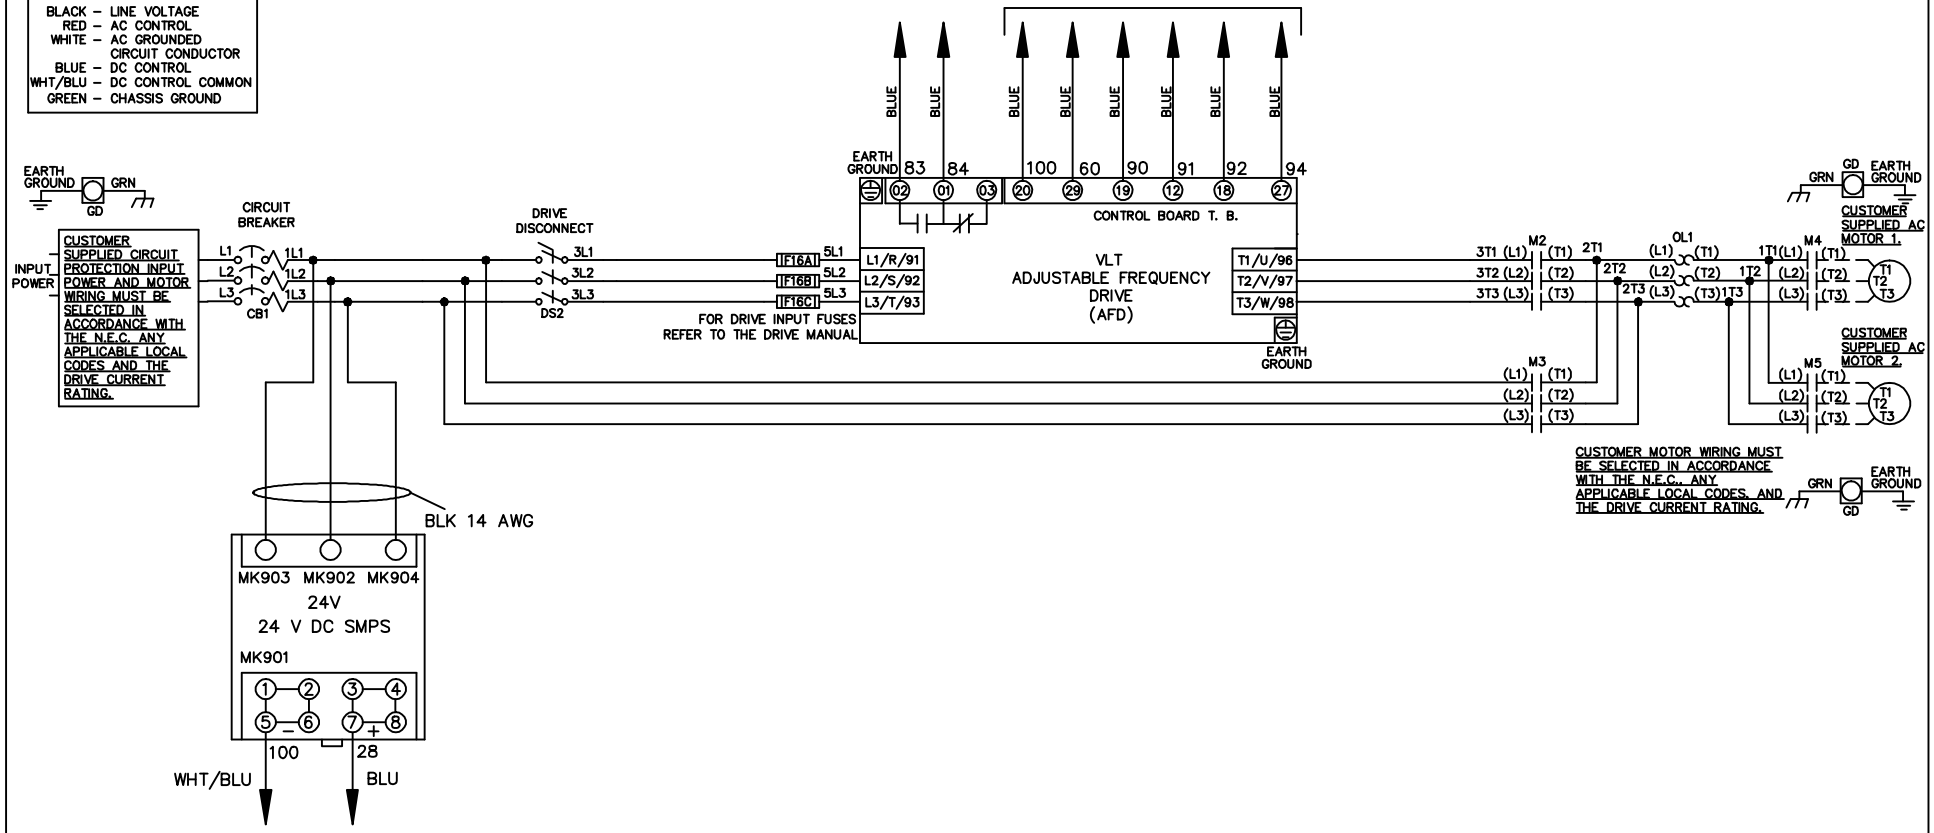 BLACK – LINE VOLTAGE
RED – AC CONTROL
WHITE – AC GROUNDED
CIRCUIT CONDUCTOR
BLUE – DC CONTROL
WHT/BLU – DC CONTROL COMMON
GREEN – CHASSIS GROUND
BLUE BLUE BLUE BLUE BLUE BLUE BLUE BLUE
EARTH
GROUND
83 84 100 60 90 91 92 94
02 01 03 20 29 19 12 18 27
CONTROL BOARD T. B.
EARTH
GROUND
GRN
GD
INPUT
POWER
CUSTOMER
SUPPLIED CIRCUIT
PROTECTION INPUT
POWER AND MOTOR
WIRING MUST BE
SELECTED IN
ACCORDANCE WITH
THE N.E.C. ANY
APPLICABLE LOCAL
CODES AND THE
DRIVE CURRENT
RATING.
CIRCUIT
BREAKER
L1 1L1
L2 1L2
L3 1L3
CB1
DRIVE
DISCONNECT
3L1
3L2
3L3
DS2
F16A 5L1
F16B 5L2
F16C 5L3
FOR DRIVE INPUT FUSES
REFER TO THE DRIVE MANUAL
L1/R/91
L2/S/92
L3/T/93
VLT
ADJUSTABLE FREQUENCY
DRIVE
(AFD)
T1/U/96
T2/V/97
T3/W/98
EARTH
GROUND
M2
3T1 (L1) (T1) 2T1
3T2 (L2) (T2) 2T2
3T3 (L3) (T3) 2T3
OL1
(L1) (T1) 1T1
(L2) (T2) 1T2
(L3) (T3) 1T3
M4
(L1) (T1)
(L2) (T2)
(L3) (T3)
T1
T2
T3
GRN
GD
EARTH
GROUND
CUSTOMER
SUPPLIED AC
MOTOR 1.
M3
(L1) (T1)
(L2) (T2)
(L3) (T3)
CUSTOMER
SUPPLIED AC
MOTOR 2.
M5
(L1) (T1)
(L2) (T2)
(L3) (T3)
T1
T2
T3
CUSTOMER MOTOR WIRING MUST
BE SELECTED IN ACCORDANCE
WITH THE N.E.C., ANY
APPLICABLE LOCAL CODES, AND
THE DRIVE CURRENT RATING.
GRN
GD
EARTH
GROUND
BLK 14 AWG
MK903 MK902 MK904
24V
24 V DC SMPS
MK901
1 2 3 4
5 6 7 8
– +
100 28
WHT/BLU BLU